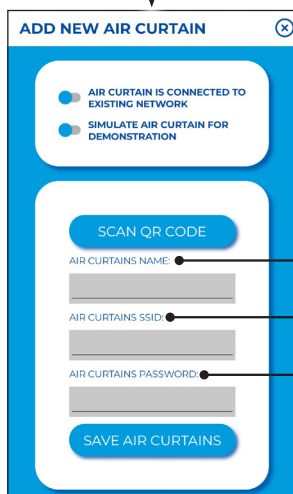 ADD NEW AIR CURTAIN
AIR CURTAIN IS CONNECTED TO
EXISTING NETWORK
SIMULATE AIR CURTAIN FOR
DEMONSTRATION
SCAN QR CODE
AIR CURTAINS NAME:
AIR CURTAINS SSID:
AIR CURTAINS PASSWORD:
SAVE AIR CURTAINS